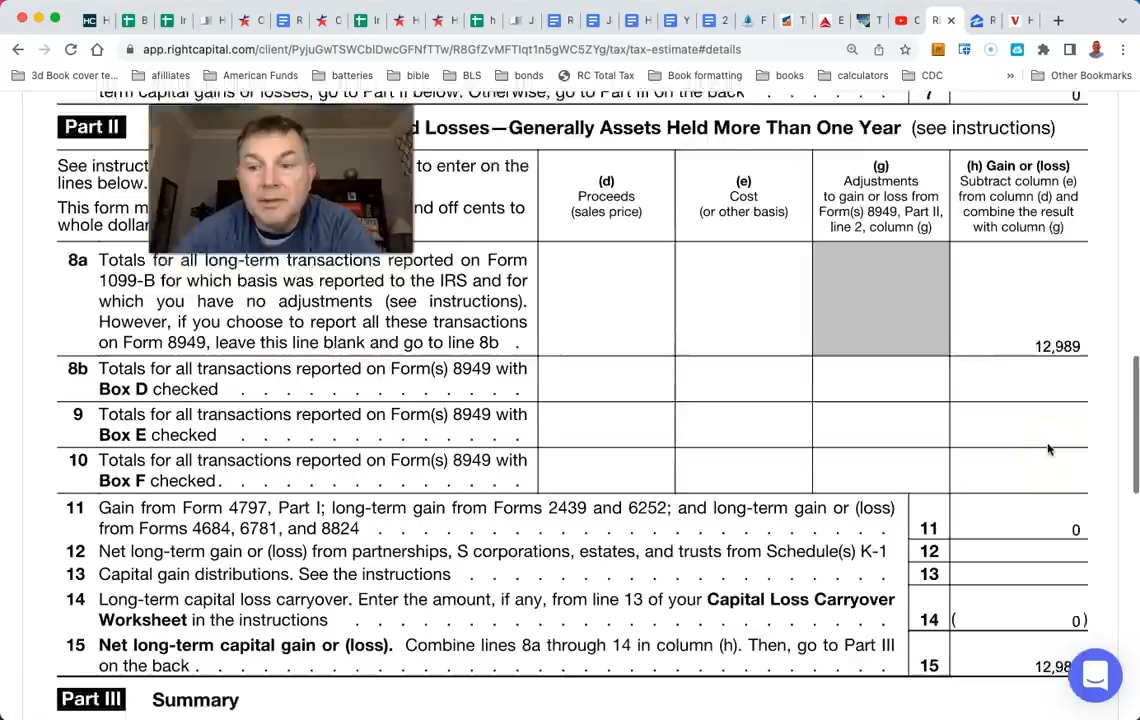 HC
H
B
Ir
H
C
R
C
Ir
H
H
h
J
R
J
H
Y
2
F
T
T
C
R
R
H
app.rightcapital.com/client/PyjuGwTSWCblDwcGFNfTTw/R8GfZvMFTIqt1n5gWC5ZYg/tax/tax-estimate#details
3d Book cover te...
afiliates
American Funds
batteries
bible
BLS
bonds
RC Total Tax
Book formatting
books
calculators
CDC
»
Other Bookmarks
term capital gains or losses, go to Part II below. Otherwise, go to Part III on the back . . . . . . 7 0
Part II d Losses—Generally Assets Held More Than One Year (see instructions)
See instruct to enter on the
lines below.
This form m nd off cents to
whole dollar
(d)
Proceeds
(sales price)
(e)
Cost
(or other basis)
(g)
Adjustments
to gain or loss from
Form(s) 8949, Part II,
line 2, column (g)
(h) Gain or (loss)
Subtract column (e)
from column (d) and
combine the result
with column (g)
8a Totals for all long-term transactions reported on Form
1099-B for which basis was reported to the IRS and for
which you have no adjustments (see instructions).
However, if you choose to report all these transactions
on Form 8949, leave this line blank and go to line 8b .
12,989
8b Totals for all transactions reported on Form(s) 8949 with
Box D checked . . . . . . . . . . . . .
9 Totals for all transactions reported on Form(s) 8949 with
Box E checked . . . . . . . . . . . . .
10 Totals for all transactions reported on Form(s) 8949 with
Box F checked. . . . . . . . . . . . . .
11 Gain from Form 4797, Part I; long-term gain from Forms 2439 and 6252; and long-term gain or (loss)
from Forms 4684, 6781, and 8824 . . . . . . . . . . . . . . . . . . . . . . . 11 0
12 Net long-term gain or (loss) from partnerships, S corporations, estates, and trusts from Schedule(s) K-1 12
13 Capital gain distributions. See the instructions . . . . . . . . . . . . . . . . . . . 13
14 Long-term capital loss carryover. Enter the amount, if any, from line 13 of your Capital Loss Carryover
Worksheet in the instructions . . . . . . . . . . . . . . . . . . . . . . . . . 14 ( 0)
15 Net long-term capital gain or (loss). Combine lines 8a through 14 in column (h). Then, go to Part III
on the back . . . . . . . . . . . . . . . . . . . . . . . . . . . . . . . 15 12,98
Part III Summary